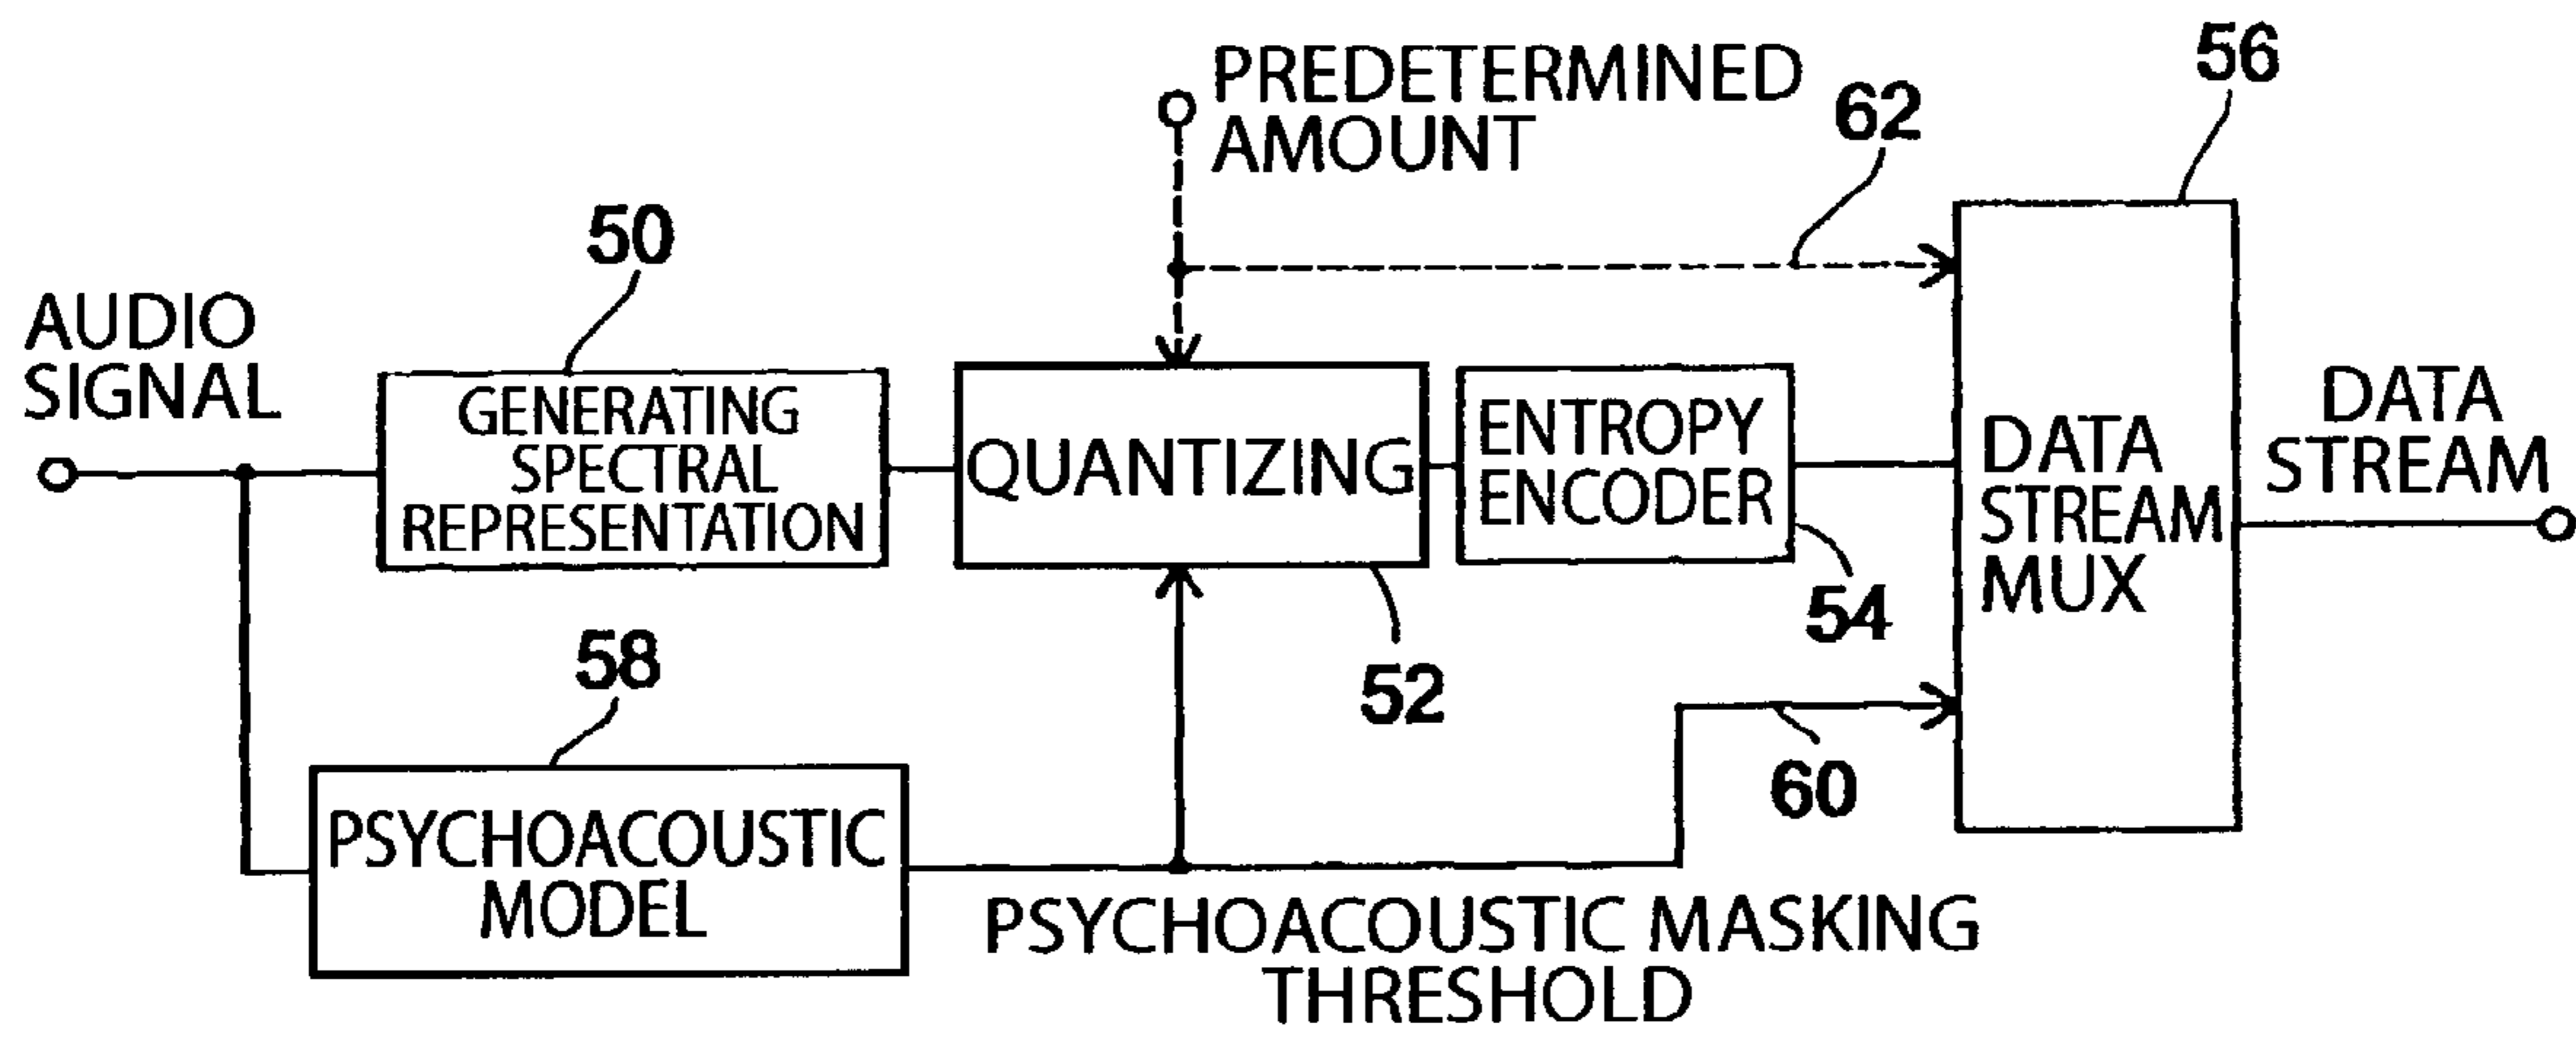 PREDETERMINED
AMOUNT
62
56
50
AUDIO
SIGNAL
GENERATING
SPECTRAL
REPRESENTATION
QUANTIZING
ENTROPY
ENCODER
DATA
STREAM
MUX
DATA
STREAM
54
52
58
60
PSYCHOACOUSTIC
MODEL
PSYCHOACOUSTIC MASKING
THRESHOLD